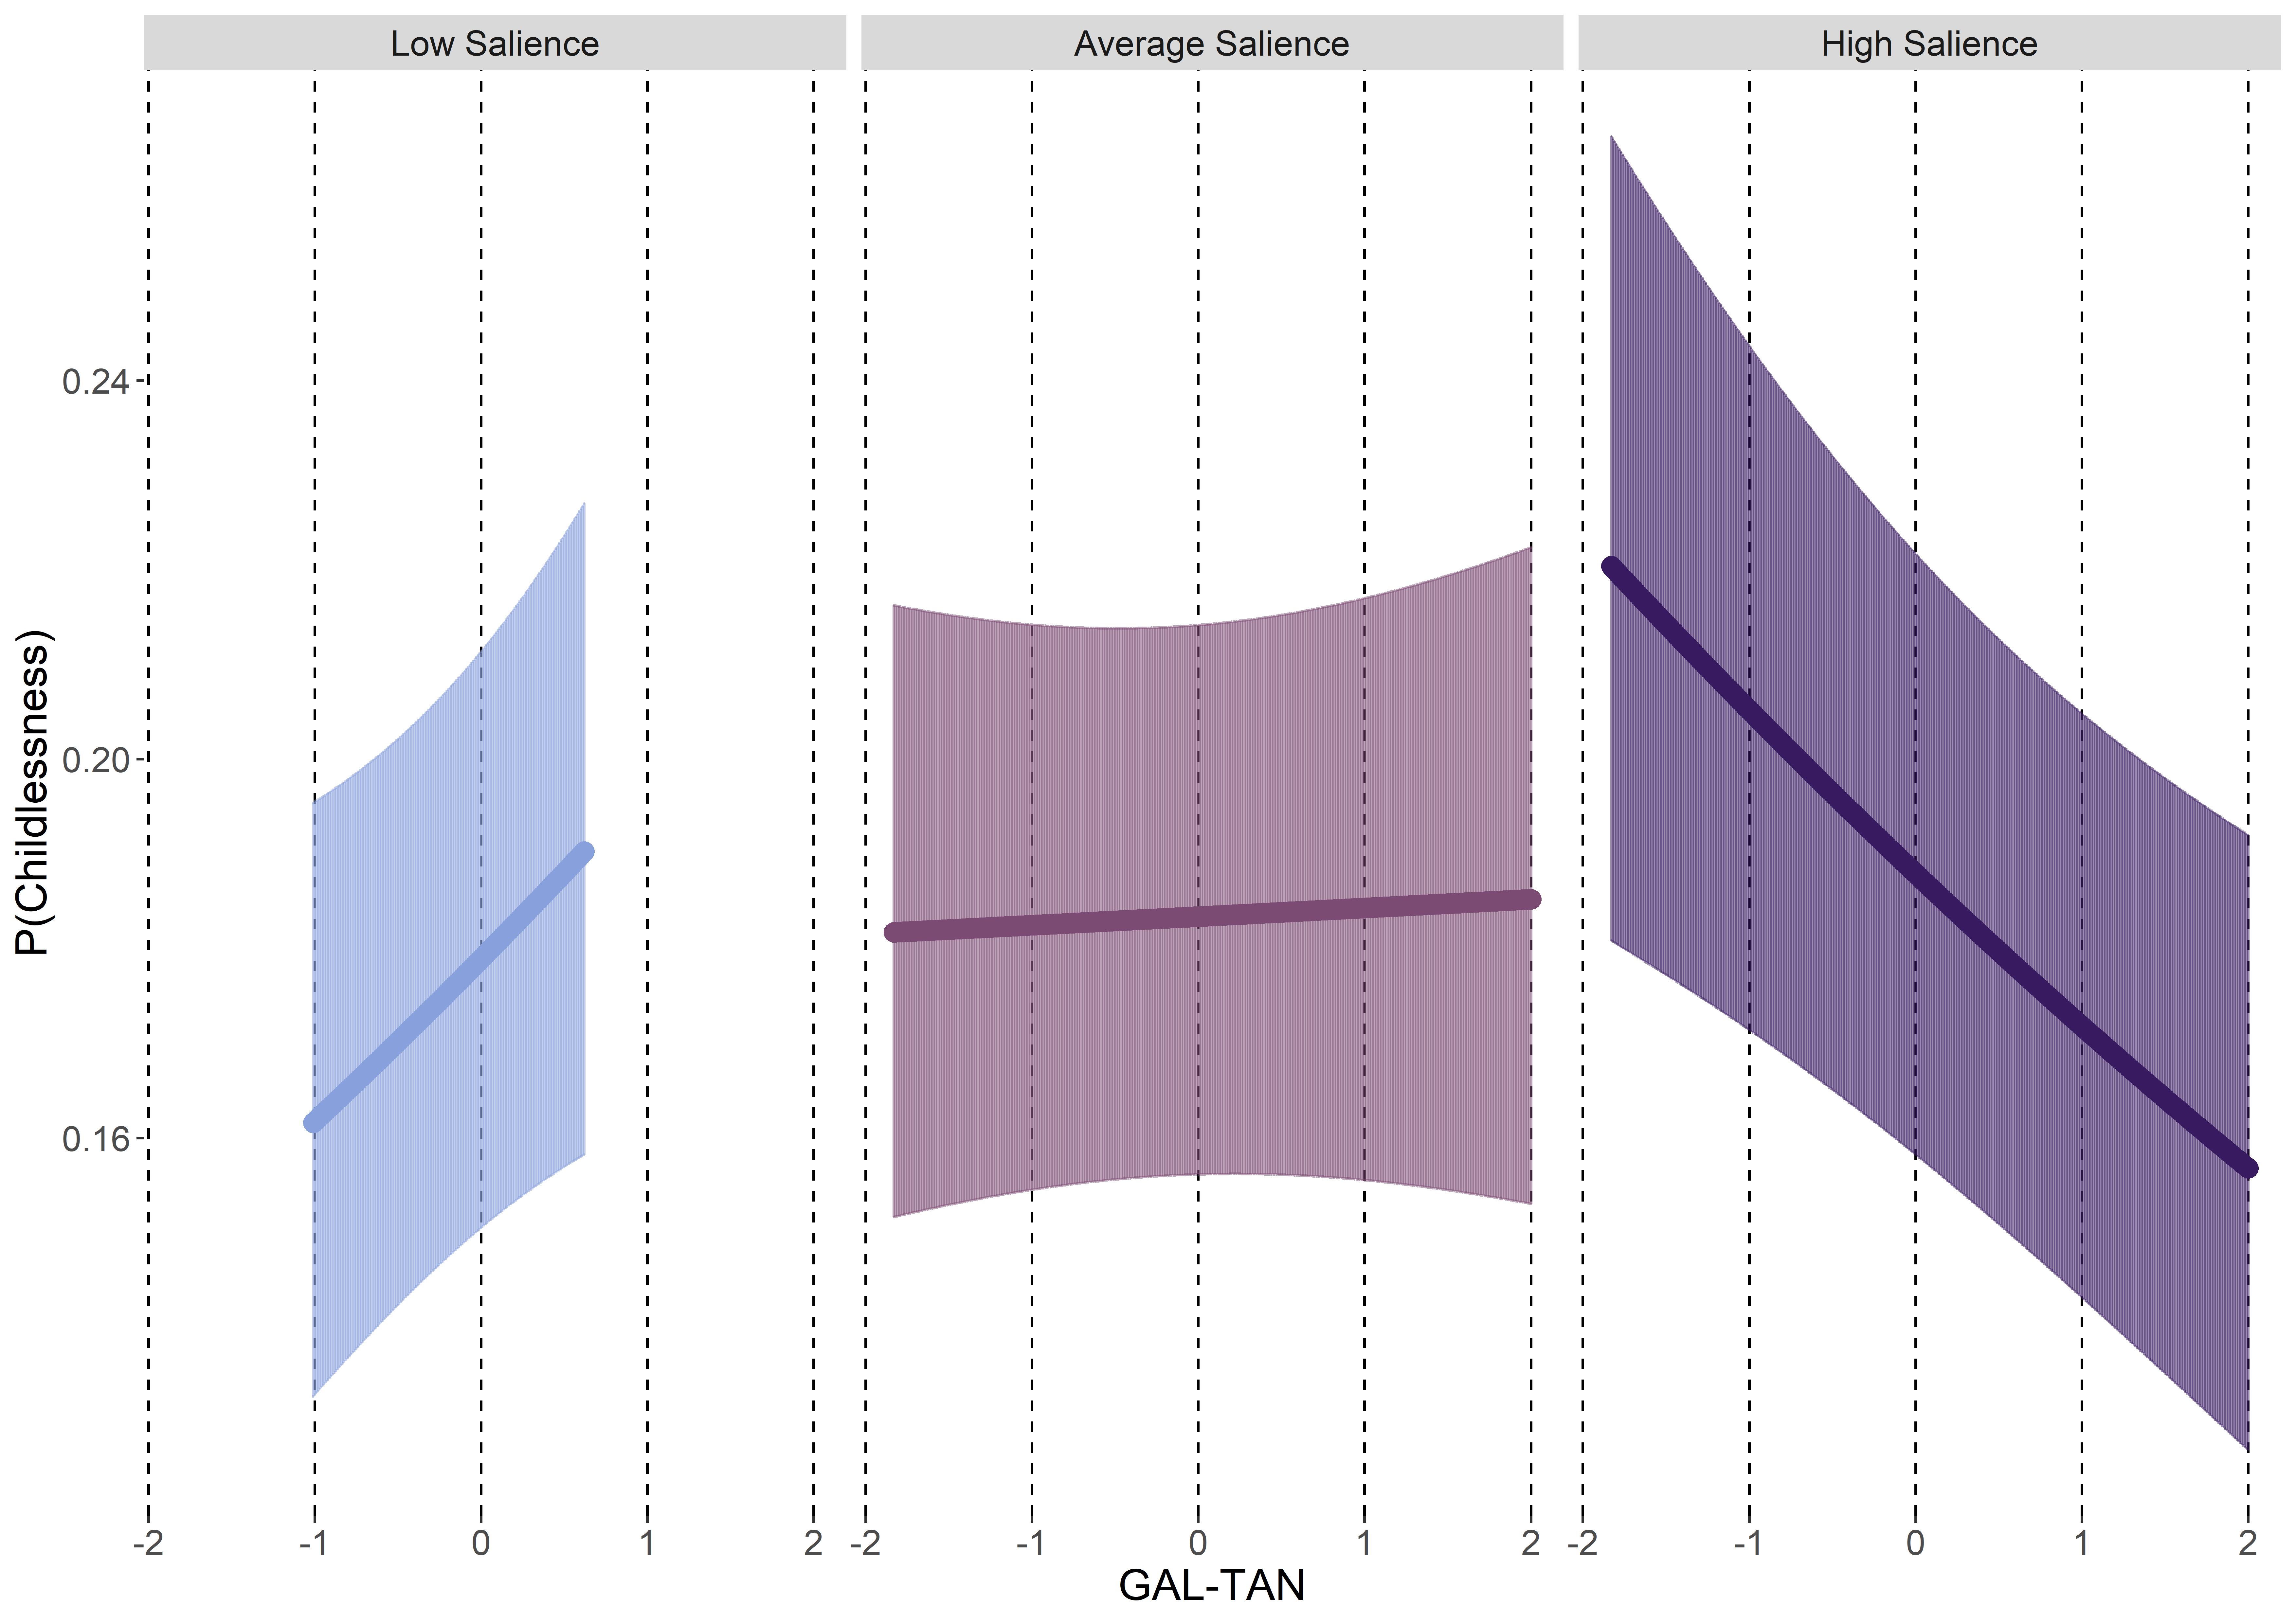 Low Salience
Average Salience
High Salience
P(Childlessness)
0.24
0.20
0.16
-2 -1 0 1 2
-2 -1 0 1 2
-2 -1 0 1 2
GAL-TAN